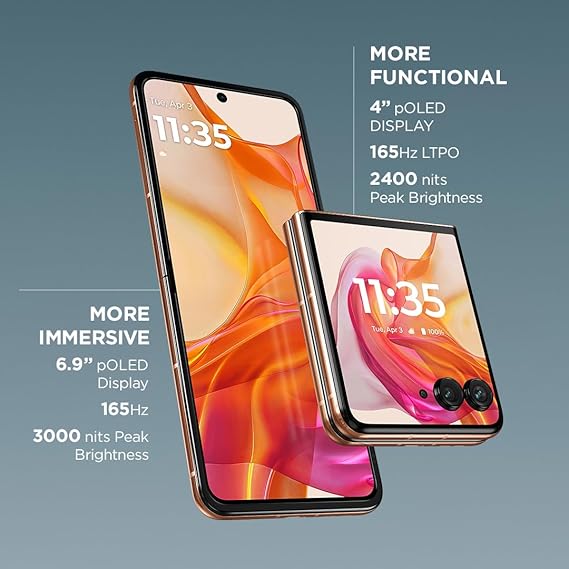 MORE
FUNCTIONAL
4” pOLED
DISPLAY
165Hz LTPO
2400 nits
Peak Brightness
Tue, Apr 3
11:35
MORE
IMMERSIVE
6.9” pOLED
Display
165Hz
3000 nits Peak
Brightness
11:35
Tue, Apr 3 100%